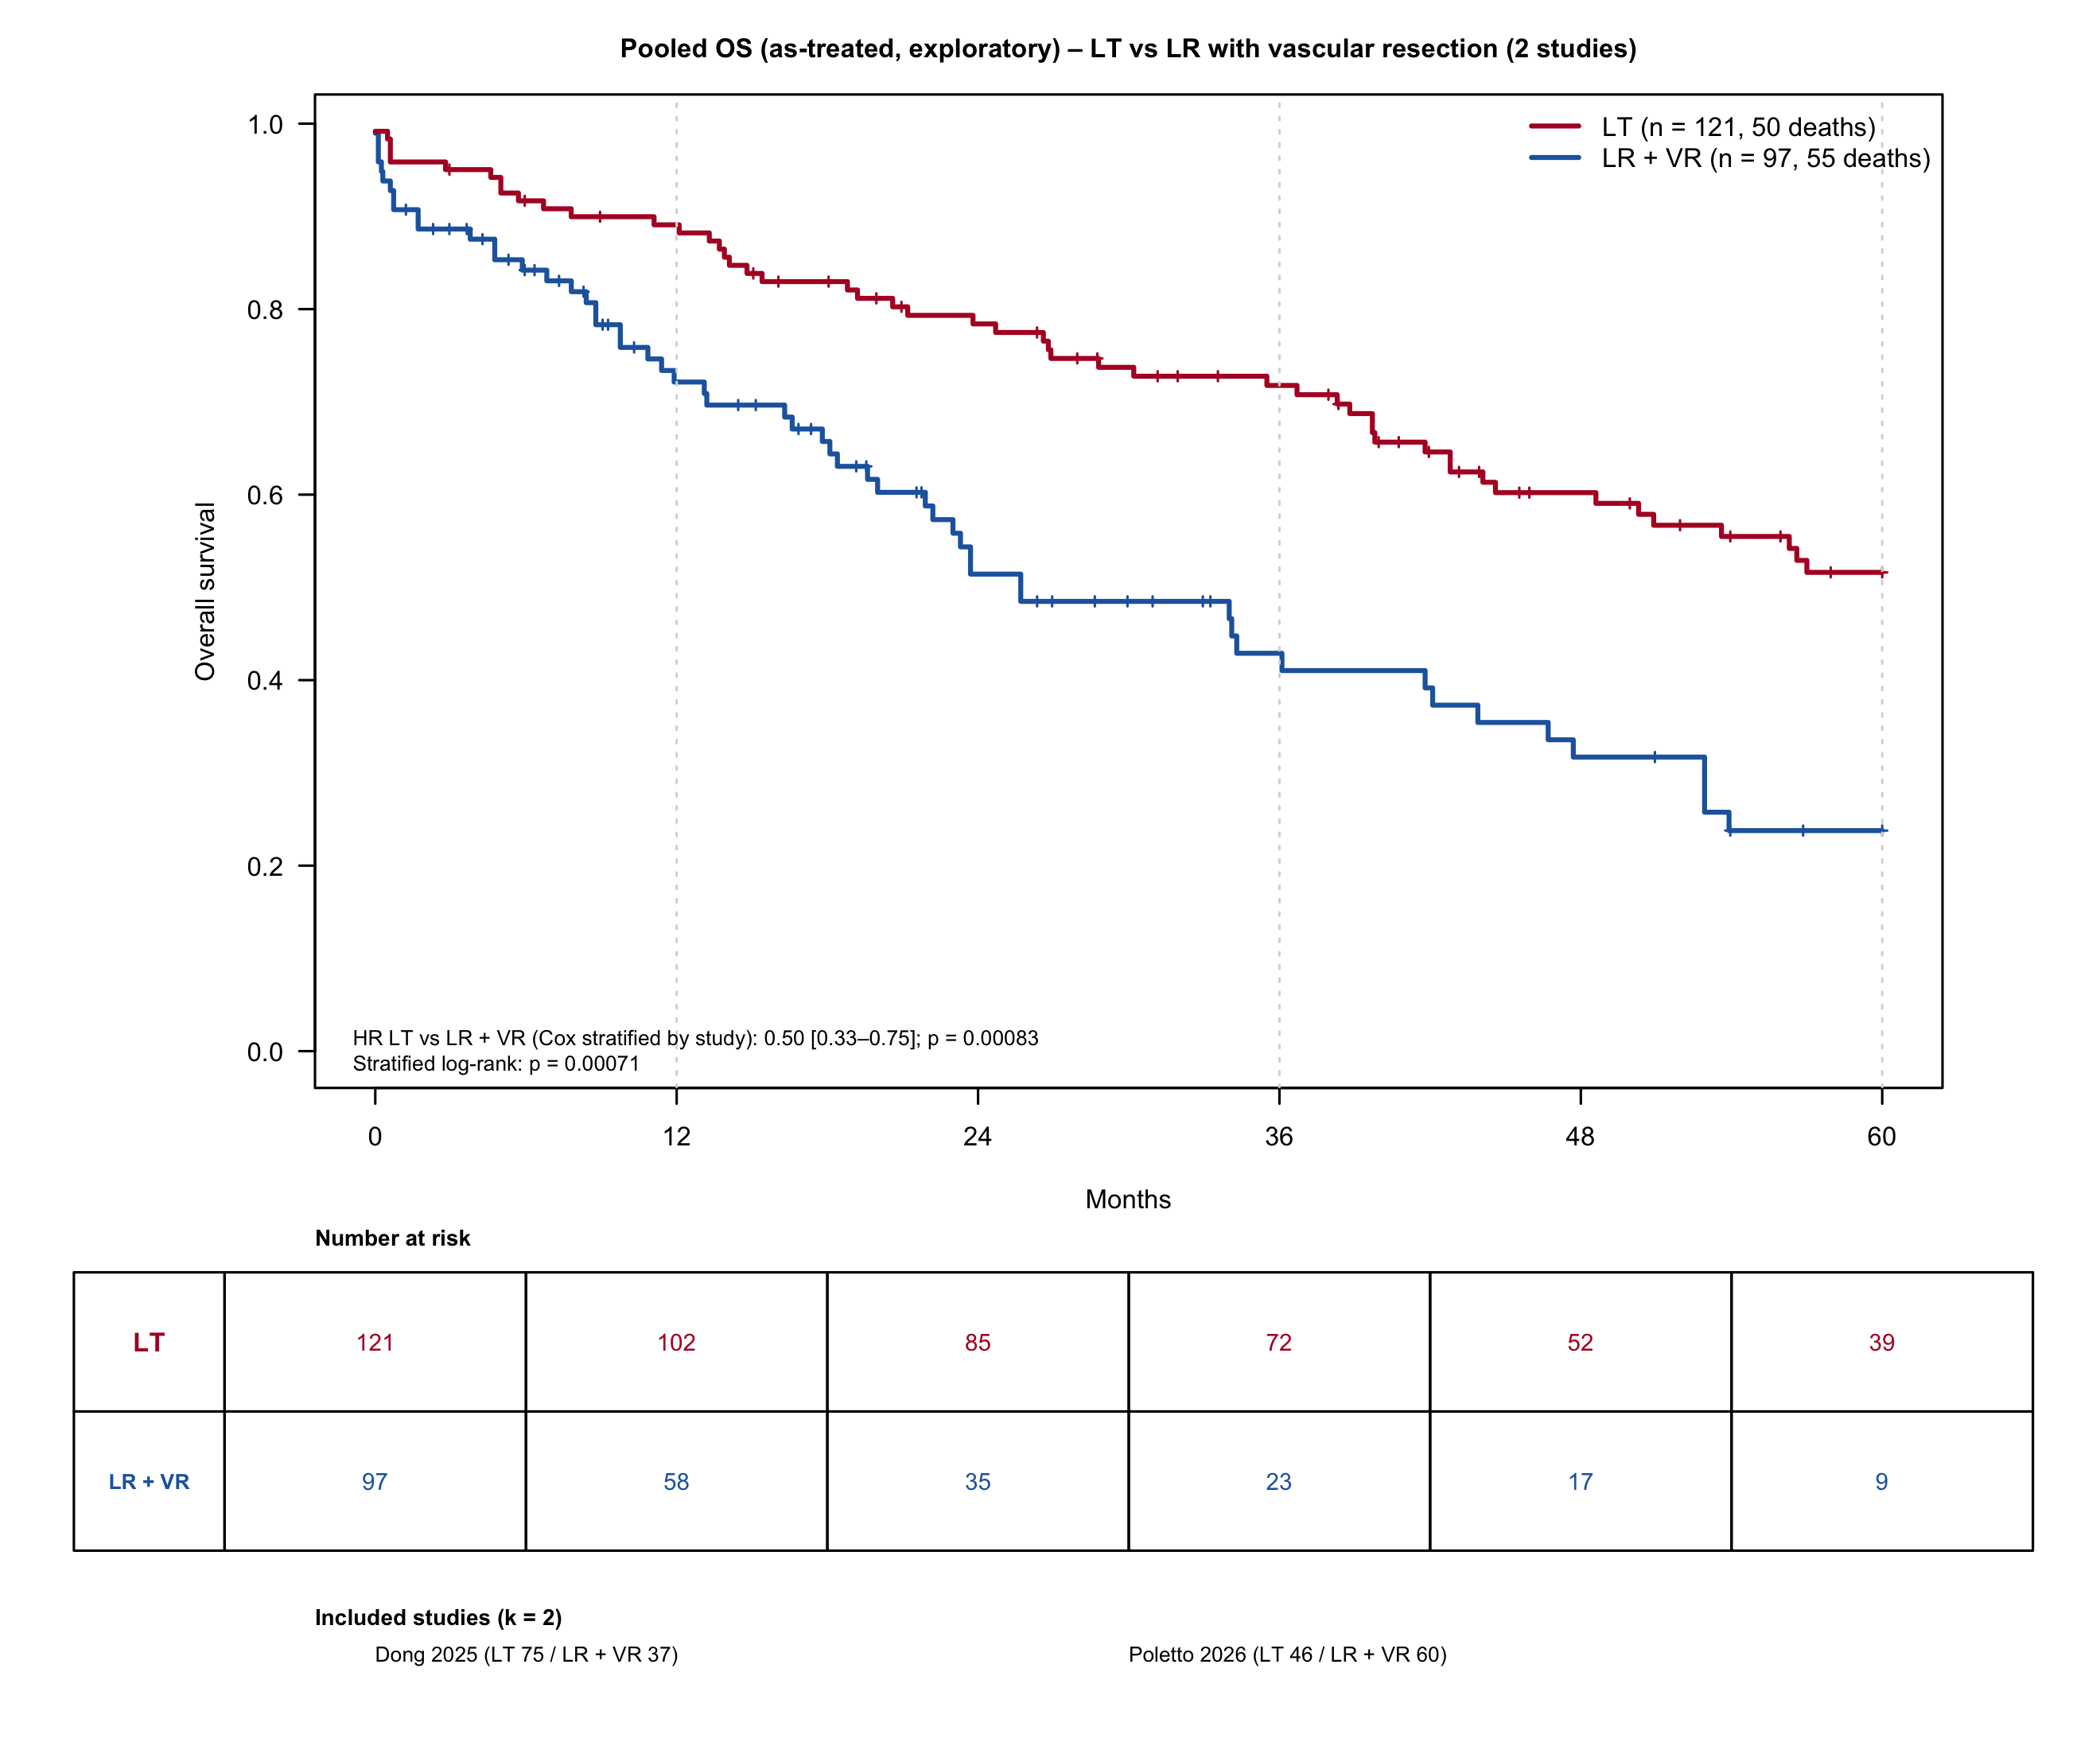 Pooled OS (as-treated, exploratory) – LT vs LR with vascular resection (2 studies)
LT (n = 121, 50 deaths)
LR + VR (n = 97, 55 deaths)
1.0
0.8
0.6
0.4
0.2
0.0
Overall survival
HR LT vs LR + VR (Cox stratified by study): 0.50 [0.33–0.75]; p = 0.00083
Stratified log-rank: p = 0.00071
0 12 24 36 48 60
Months
Number at risk
LT 121 102 85 72 52 39
LR + VR 97 58 35 23 17 9
Included studies (k = 2)
Dong 2025 (LT 75 / LR + VR 37) Poletto 2026 (LT 46 / LR + VR 60)